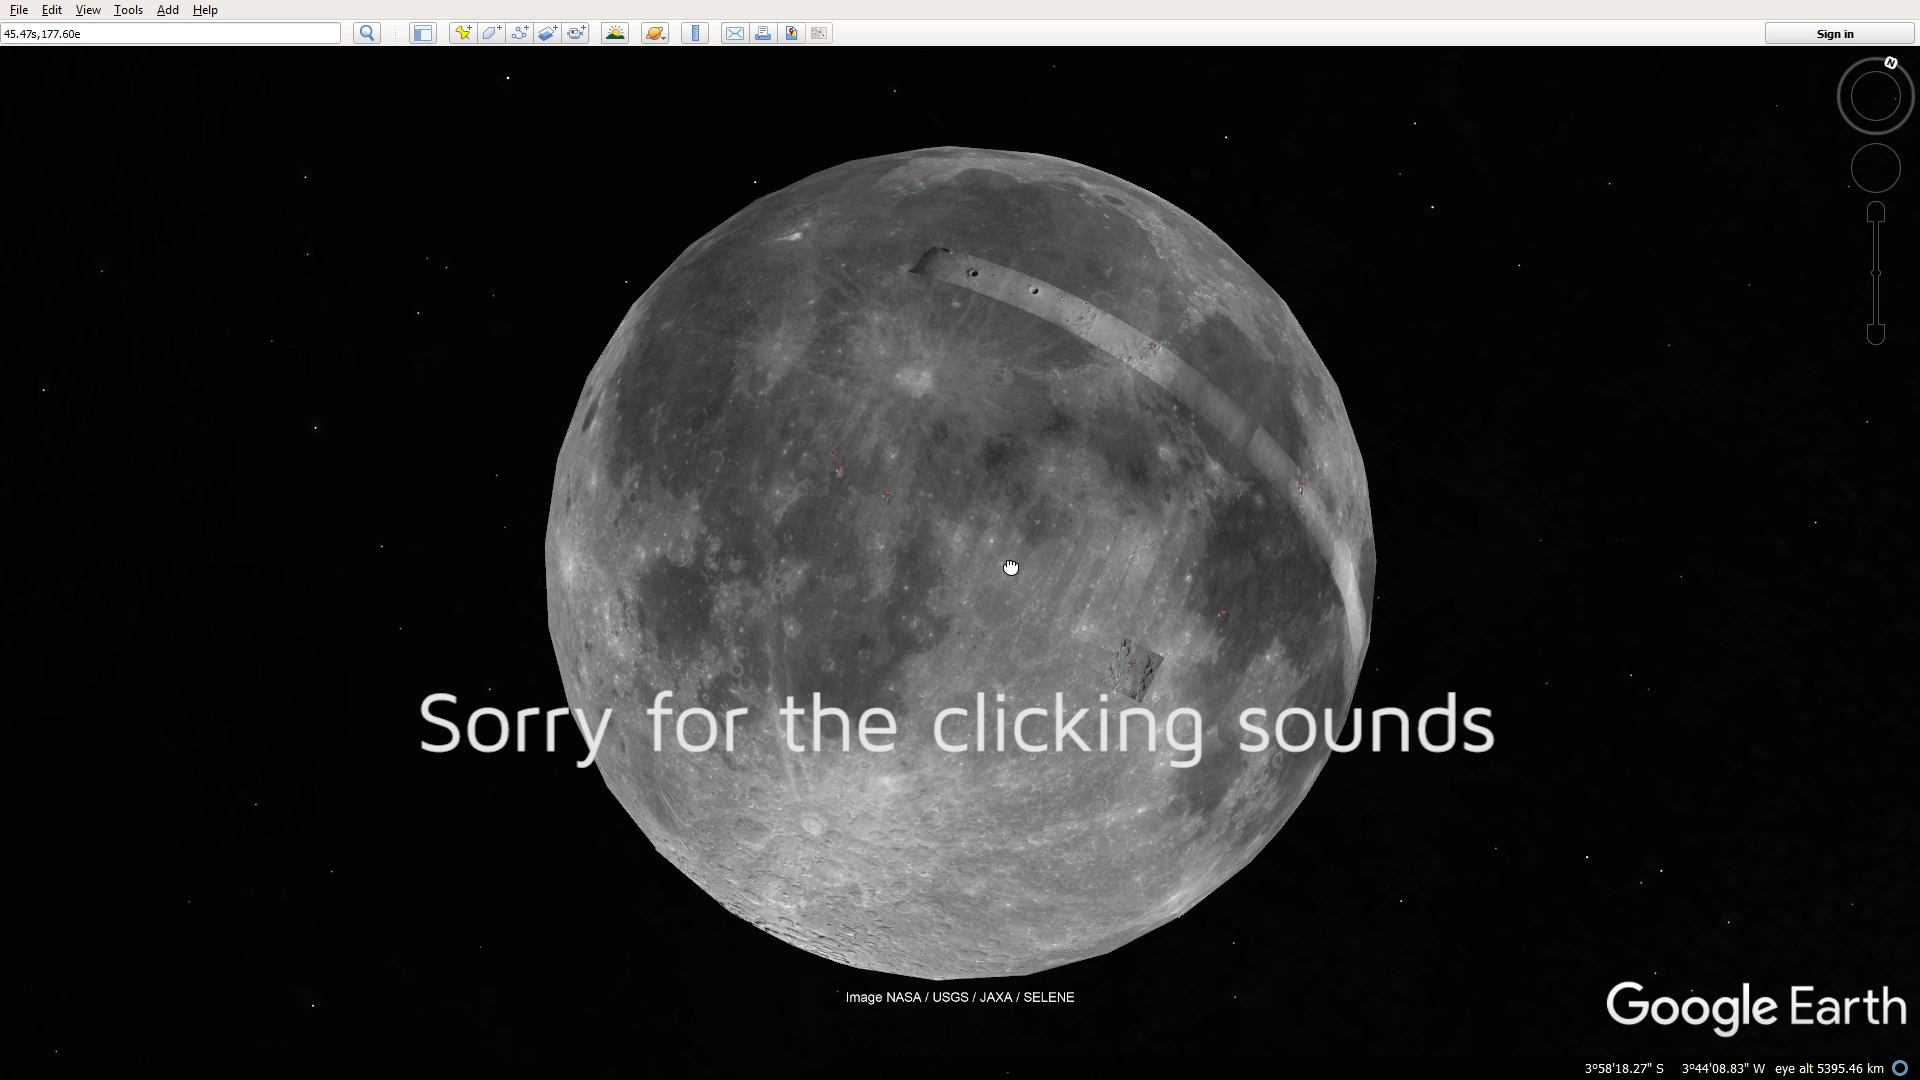 File Edit View Tools Add Help
45.47s,177.60e
Sign in
N
Sorry for the clicking sounds
Image NASA / USGS / JAXA / SELENE
Google Earth
3°58'18.27" S 3°44'08.83" W eye alt 5395.46 km